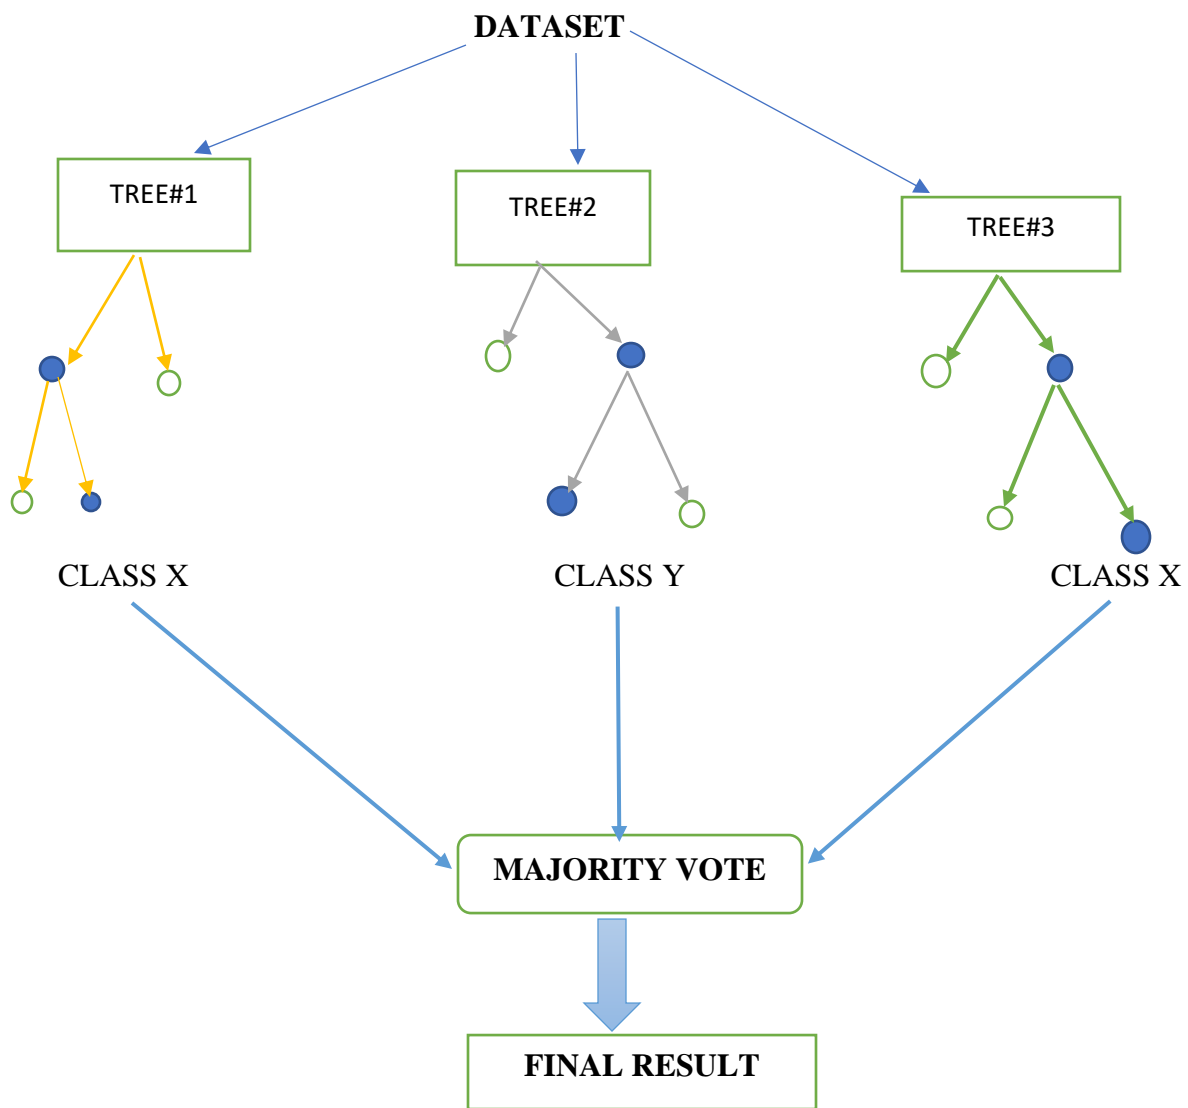 DATASET
TREE#1
TREE#2
TREE#3
CLASS X
CLASS Y
CLASS X
MAJORITY VOTE
FINAL RESULT